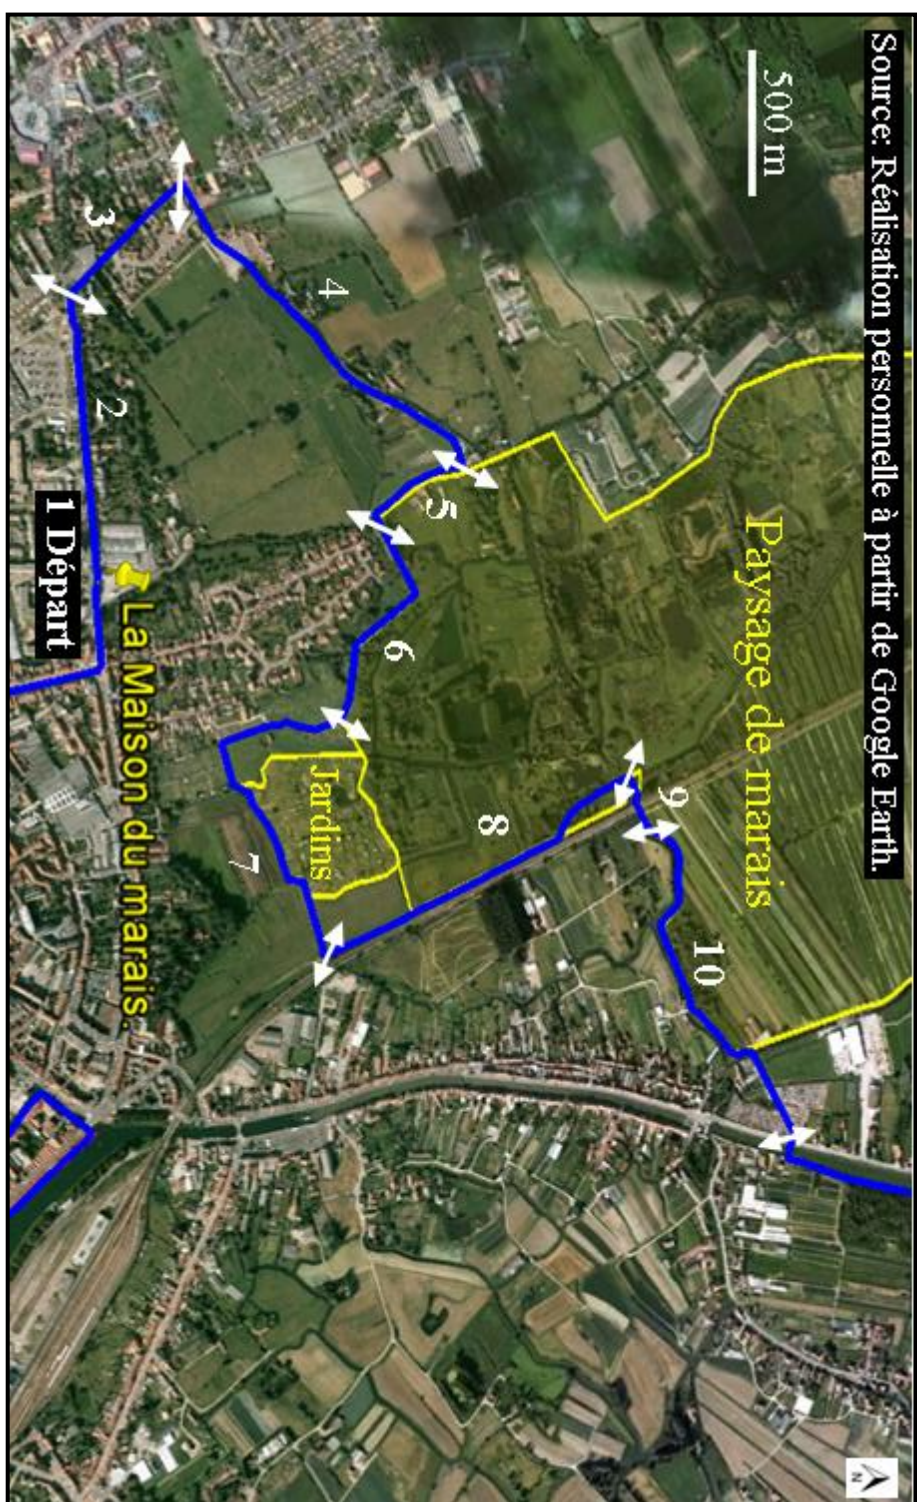 Source: Réalisation personnelle à partir de Google Earth.
500 m
Paysage de marais
Jardins
La Maison du marais.
1 Départ
2
3
4
5
6
7
8
9
10
N